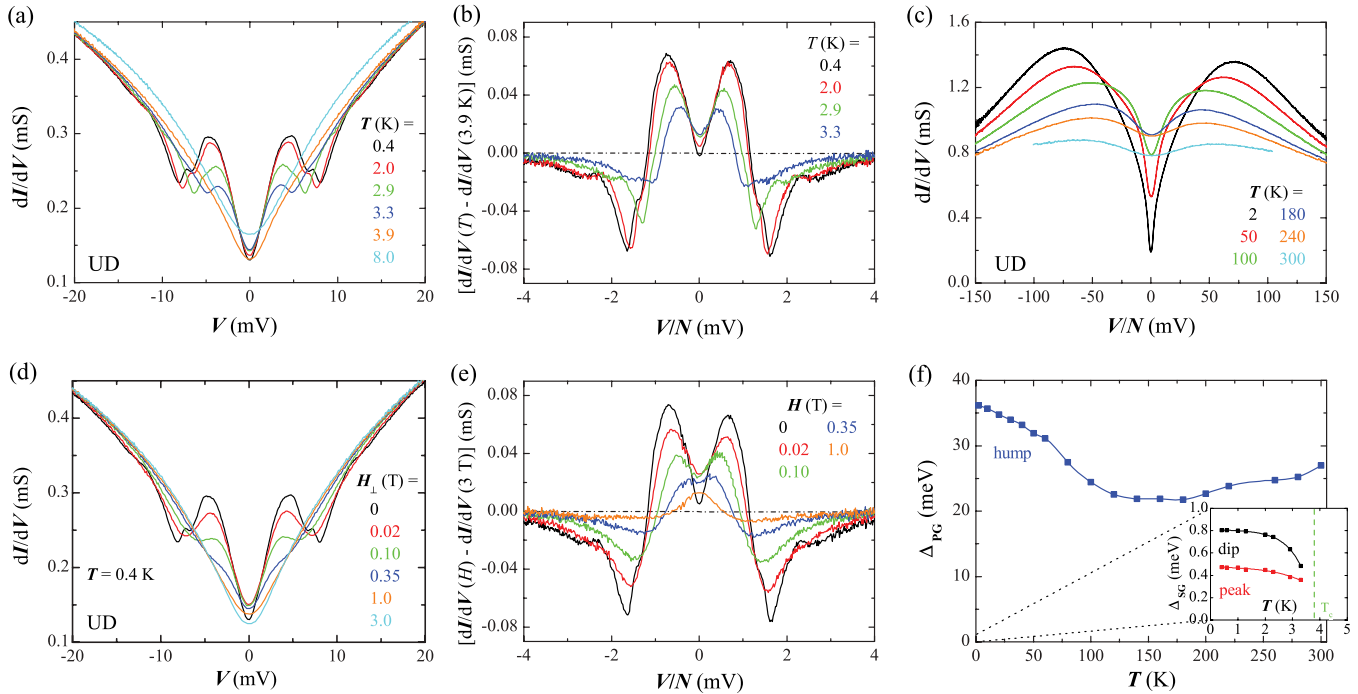 (a)
dI/dV (mS)
0.4
0.3
0.2
0.1
T (K) =
0.4
2.0
2.9
3.3
3.9
8.0
UD
-20 -10 0 10 20
V (mV)
(b)
[dI/dV (T) - dI/dV (3.9 K)] (mS)
0.08
0.04
0.00
-0.04
-0.08
T (K) =
0.4
2.0
2.9
3.3
-4 -2 0 2 4
V/N (mV)
(c)
dI/dV (mS)
1.6
1.2
0.8
0.4
0.0
T (K) =
2 180
50 240
100 300
UD
-150 -100 -50 0 50 100 150
V/N (mV)
(d)
dI/dV (mS)
0.4
0.3
0.2
0.1
H⊥ (T) =
0
0.02
0.10
0.35
1.0
3.0
T = 0.4 K
UD
-20 -10 0 10 20
V (mV)
(e)
[dI/dV (H) - dI/dV (3 T)] (mS)
0.08
0.04
0.00
-0.04
-0.08
H (T) =
0 0.35
0.02 1.0
0.10
-4 -2 0 2 4
V/N (mV)
(f)
Δ_PG (meV)
40
35
30
25
20
15
10
5
0
hump
0 50 100 150 200 250 300
T (K)
Δ_SG (meV)
1.0
0.8
0.6
0.4
0.2
0.0
dip
peak
T (K)
T_c
0 1 2 3 4 5